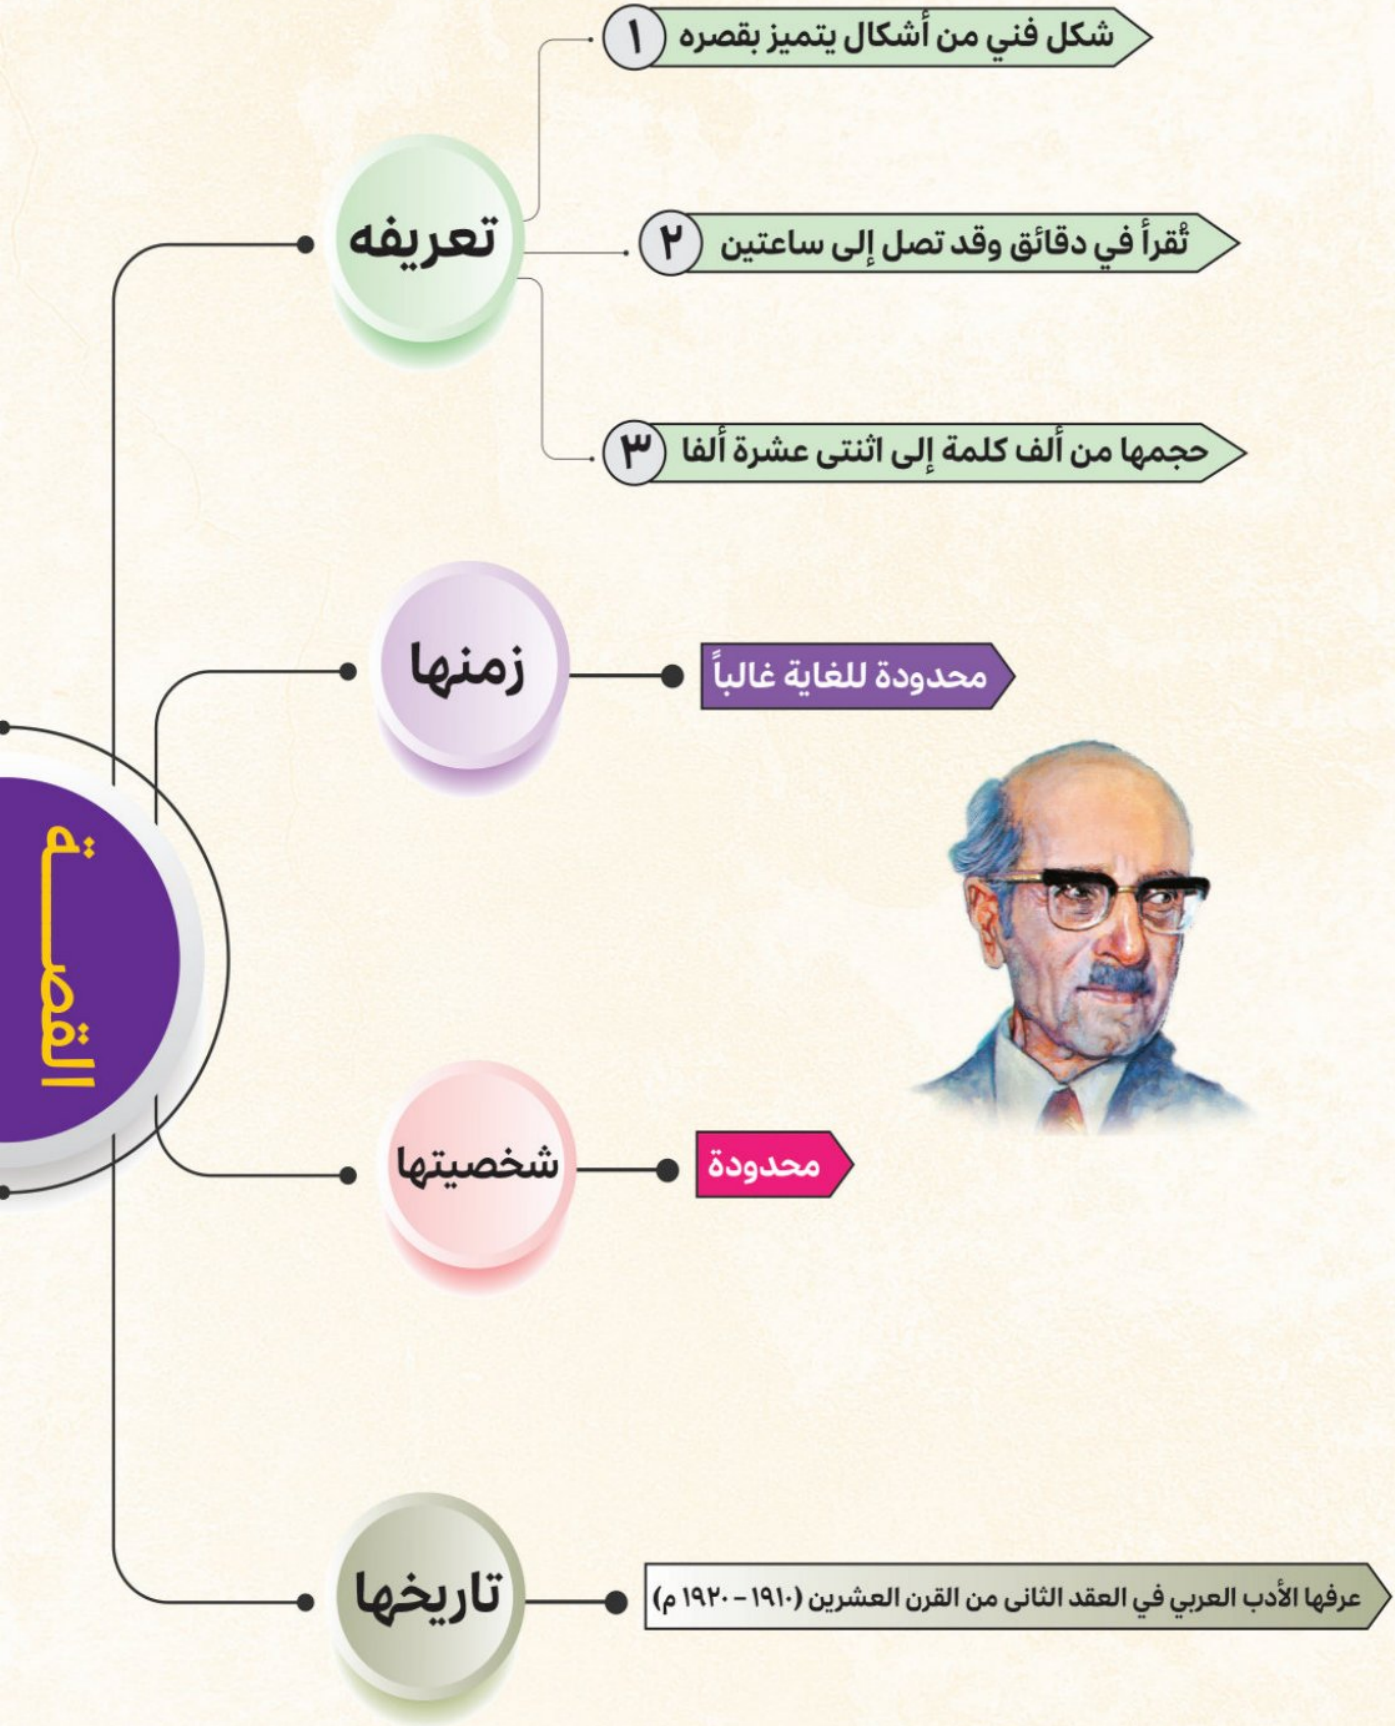 القصــــة
تعريفه
١ شكل فني من أشكال يتميز بقصره
٢ تُقرأ في دقائق وقد تصل إلى ساعتين
٣ حجمها من ألف كلمة إلى اثنتى عشرة ألفا
زمنها
محدودة للغاية غالباً
شخصيتها
محدودة
تاريخها
عرفها الأدب العربي في العقد الثانى من القرن العشرين (١٩١٠ – ١٩٢٠ م)